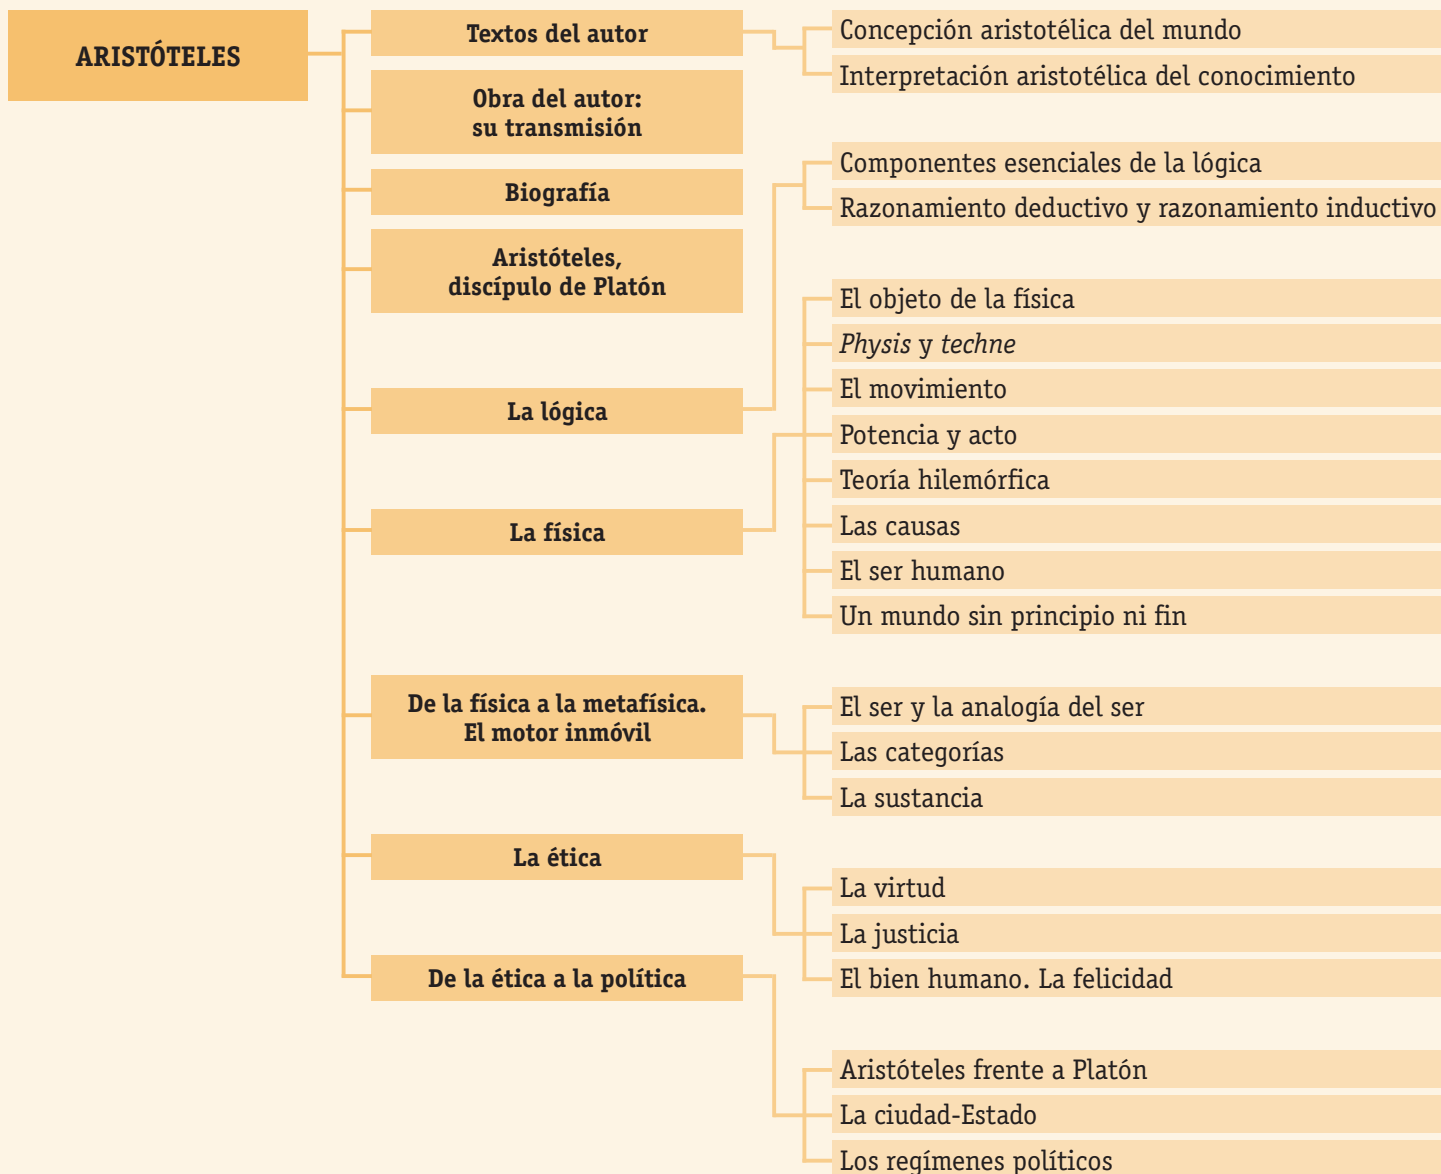 ARISTÓTELES
Textos del autor
Concepción aristotélica del mundo
Interpretación aristotélica del conocimiento
Obra del autor:
su transmisión
Biografía
Aristóteles,
discípulo de Platón
La lógica
Componentes esenciales de la lógica
Razonamiento deductivo y razonamiento inductivo
La física
El objeto de la física
Physis y techne
El movimiento
Potencia y acto
Teoría hilemórfica
Las causas
El ser humano
Un mundo sin principio ni fin
De la física a la metafísica.
El motor inmóvil
El ser y la analogía del ser
Las categorías
La sustancia
La ética
La virtud
La justicia
El bien humano. La felicidad
De la ética a la política
Aristóteles frente a Platón
La ciudad-Estado
Los regímenes políticos